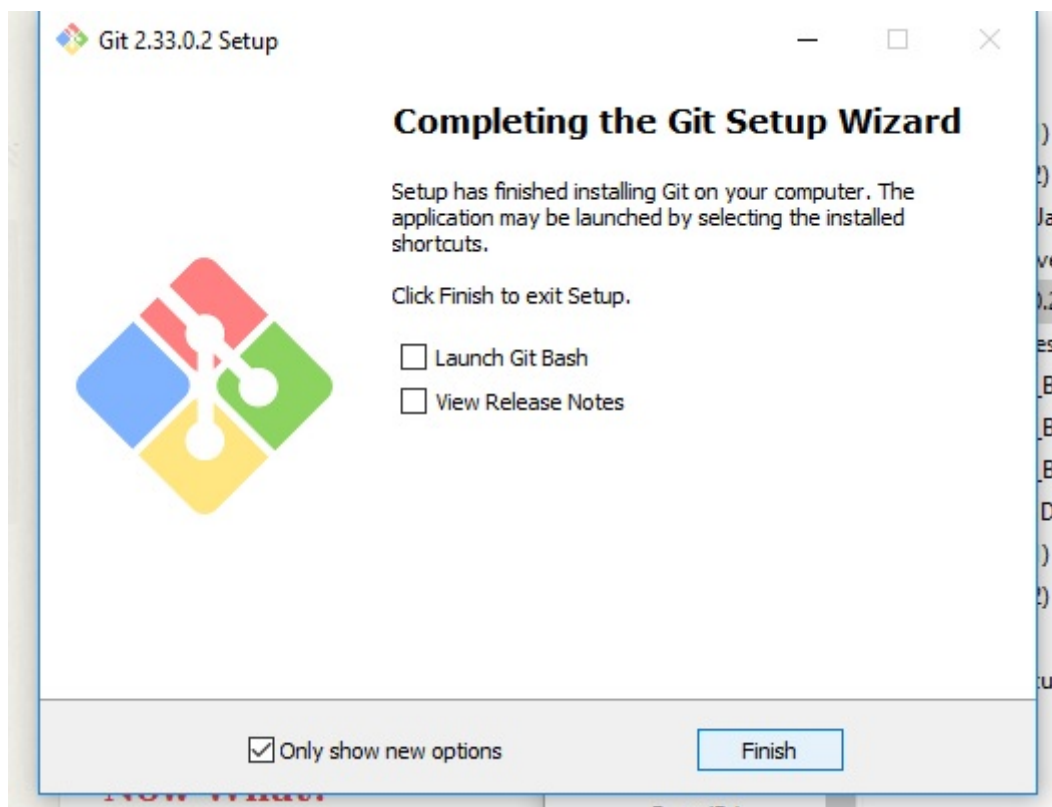 Git 2.33.0.2 Setup
Completing the Git Setup Wizard
Setup has finished installing Git on your computer. The
application may be launched by selecting the installed
shortcuts.
Click Finish to exit Setup.
Launch Git Bash
View Release Notes
Only show new options
Finish
Now What?